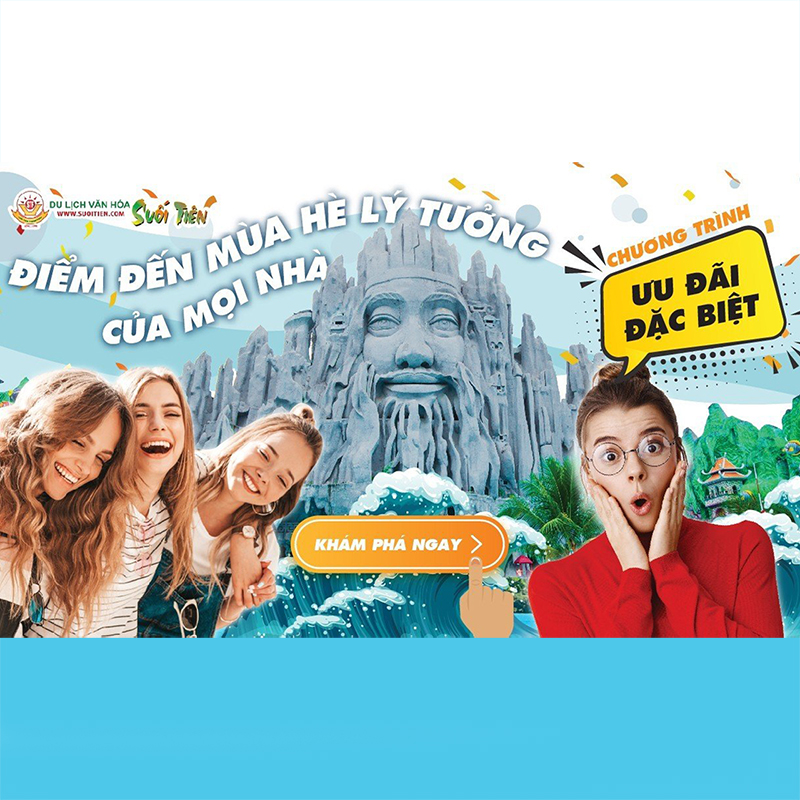 DU LỊCH VĂN HÓA
WWW.SUOITIEN.COM
SUỐI TIÊN
ĐIỂM ĐẾN MÙA HÈ LÝ TƯỞNG
CỦA MỌI NHÀ
CHƯƠNG TRÌNH
ƯU ĐÃI
ĐẶC BIỆT
KHÁM PHÁ NGAY